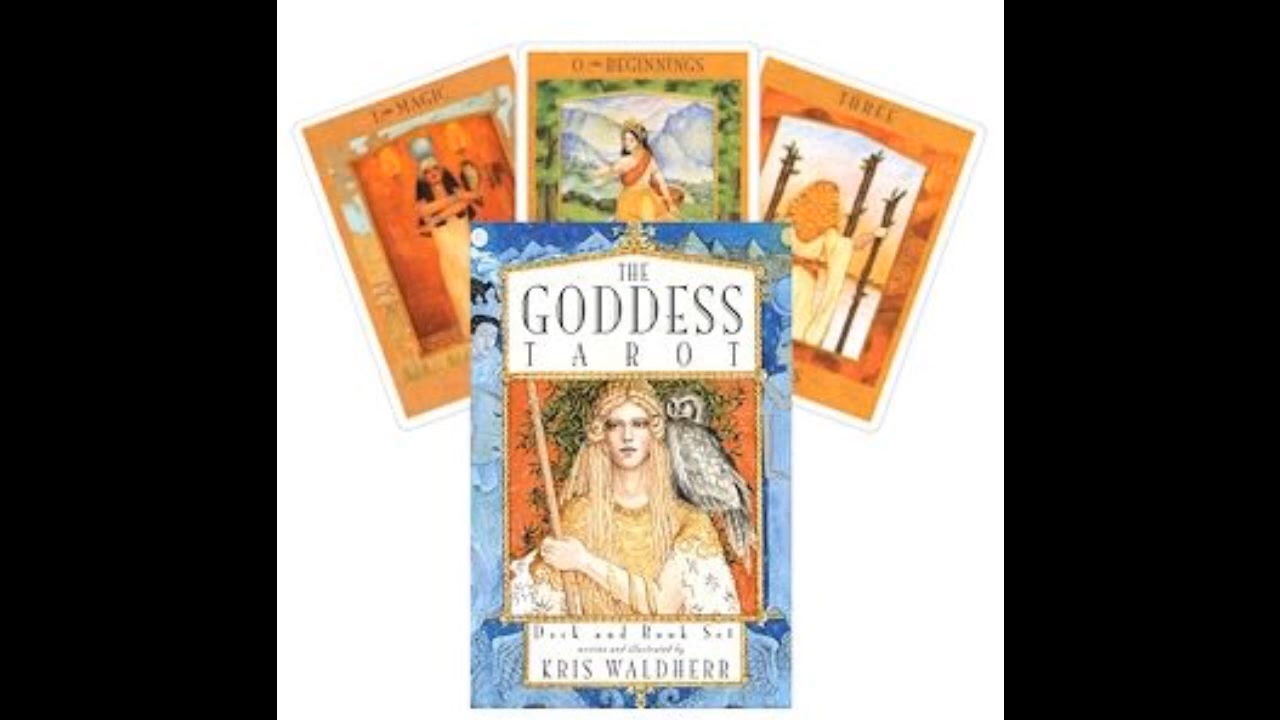 I. MAGIC
0. BEGINNINGS
THREE
THE
GODDESS
TAROT
Deck and Book Set
written and illustrated by
KRIS WALDHERR